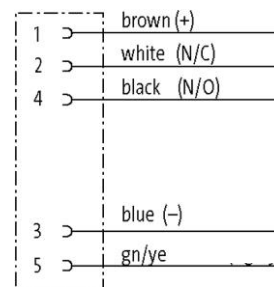 1 brown (+)
2 white (N/C)
4 black (N/O)
3 blue (–)
5 gn/ye